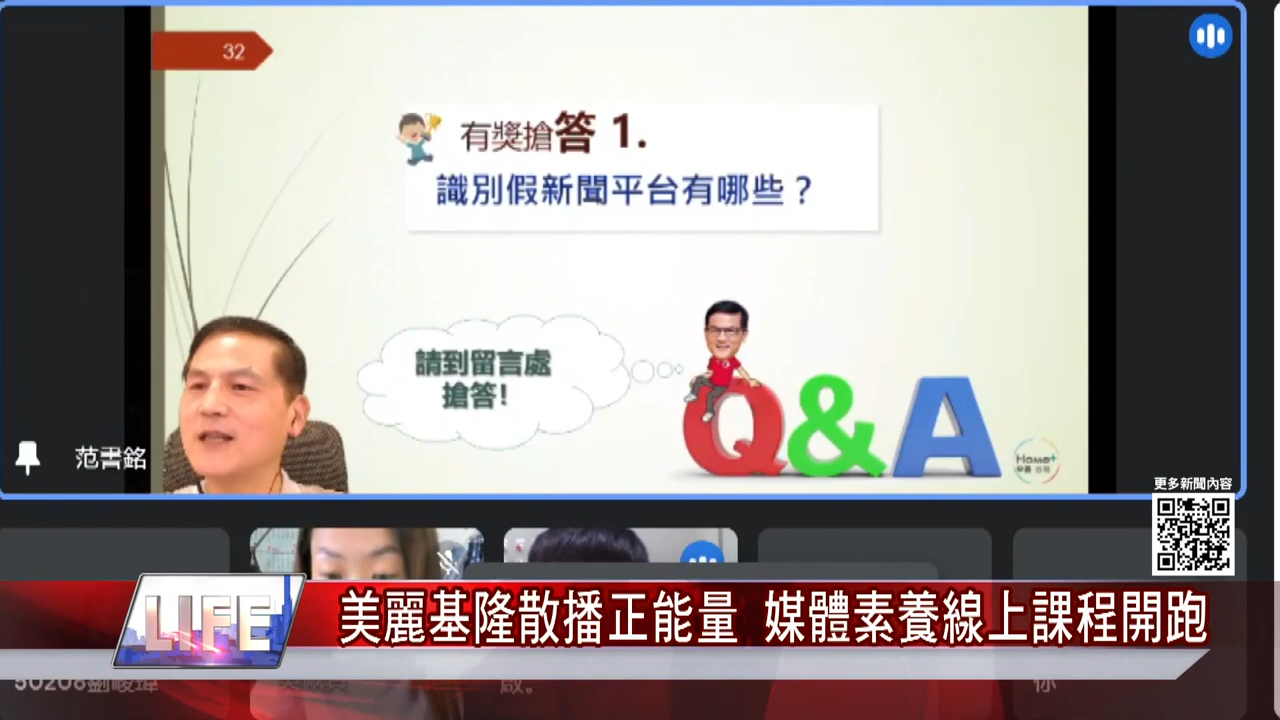 32
有獎搶答 1.
識別假新聞平台有哪些？
請到留言處
搶答！
Q&A
Home+
范書銘
更多新聞內容
LIFE
美麗基隆散播正能量 媒體素養線上課程開跑
你